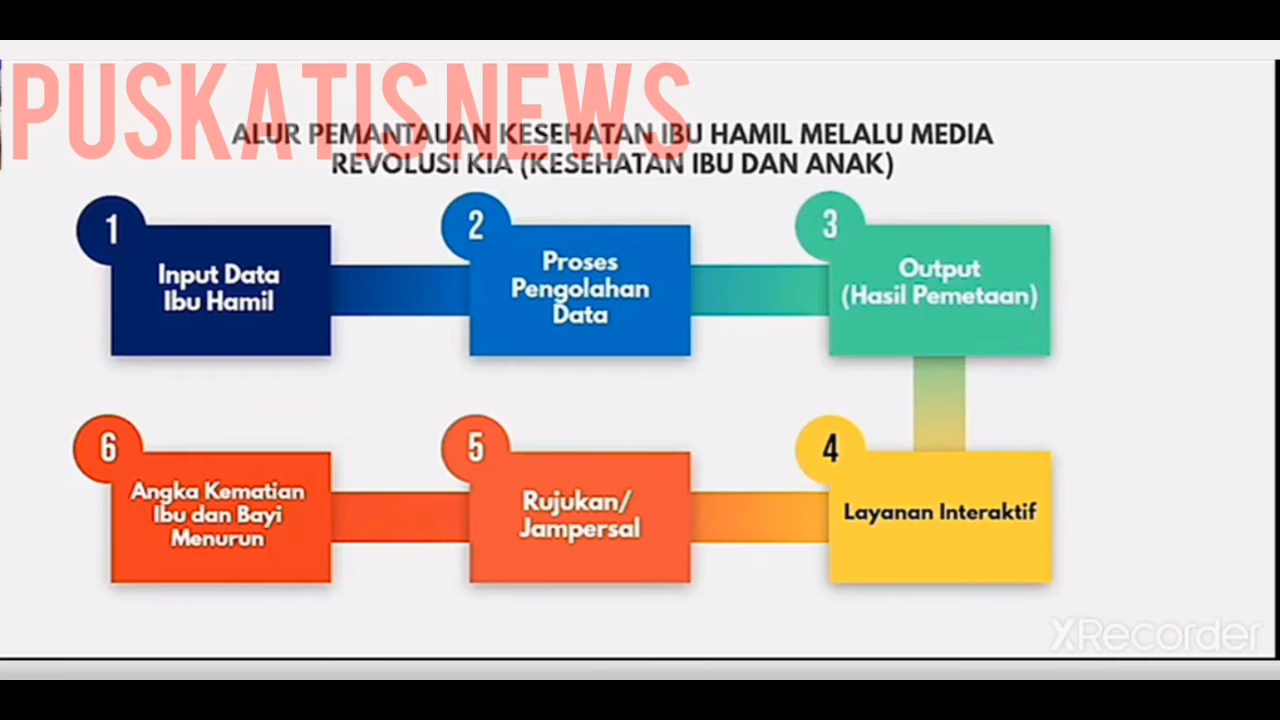 PUSKATIS NEWS
ALUR PEMANTAUAN KESEHATAN IBU HAMIL MELALU MEDIA
REVOLUSI KIA (KESEHATAN IBU DAN ANAK)
1
Input Data
Ibu Hamil
2
Proses
Pengolahan
Data
3
Output
(Hasil Pemetaan)
4
Layanan Interaktif
5
Rujukan/
Jampersal
6
Angka Kematian
Ibu dan Bayi
Menurun
XRecorder